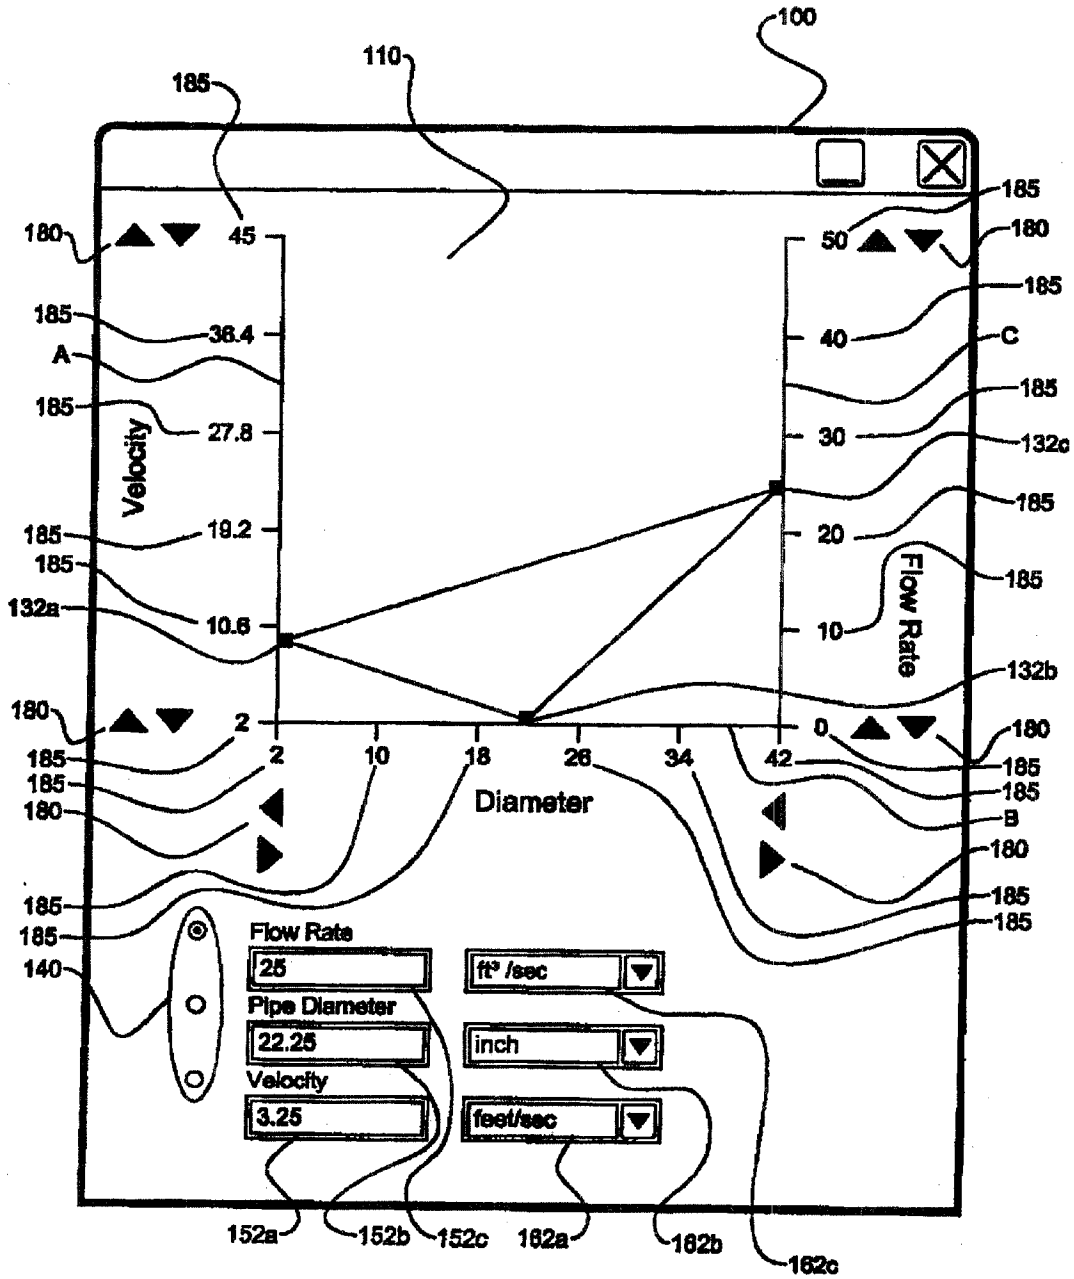 100
110
185
185
180 45 50 180
185 36.4 40 185
A C
185 27.8 30 185
Velocity
132c
185 19.2 20 185
185 10.6 10 185
132a
Flow Rate
132b
180 2 0 180
185 2 10 18 26 34 42 185
185 185
180 Diameter B
180
185 185
185 185
140
Flow Rate
25 ft³ /sec
Pipe Diameter
22.25 inch
Velocity
3.25 feet/sec
152a 152b 152c 162a 162b 162c